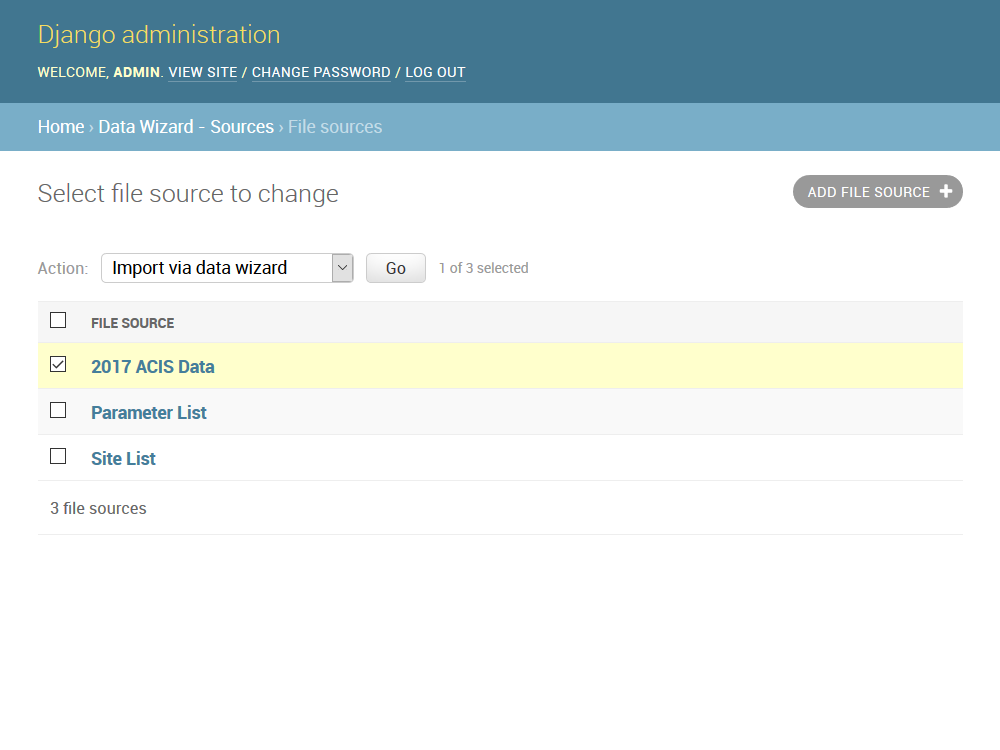 Django administration
WELCOME, ADMIN. VIEW SITE / CHANGE PASSWORD / LOG OUT
Home › Data Wizard - Sources › File sources
Select file source to change
ADD FILE SOURCE +
Action: Import via data wizard Go 1 of 3 selected
FILE SOURCE
2017 ACIS Data
Parameter List
Site List
3 file sources